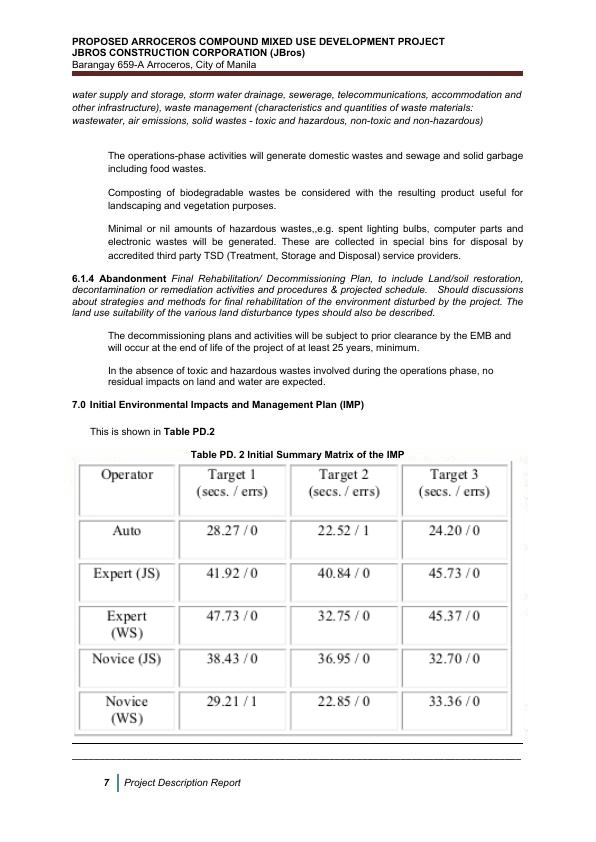 PROPOSED ARROCEROS COMPOUND MIXED USE DEVELOPMENT PROJECT
JBROS CONSTRUCTION CORPORATION (JBros)
Barangay 659-A Arroceros, City of Manila
water supply and storage, storm water drainage, sewerage, telecommunications, accommodation and
other infrastructure), waste management (characteristics and quantities of waste materials:
wastewater, air emissions, solid wastes - toxic and hazardous, non-toxic and non-hazardous)
The operations-phase activities will generate domestic wastes and sewage and solid garbage
including food wastes.
Composting of biodegradable wastes be considered with the resulting product useful for
landscaping and vegetation purposes.
Minimal or nil amounts of hazardous wastes,,e.g. spent lighting bulbs, computer parts and
electronic wastes will be generated. These are collected in special bins for disposal by
accredited third party TSD (Treatment, Storage and Disposal) service providers.
6.1.4 Abandonment Final Rehabilitation/ Decommissioning Plan, to include Land/soil restoration,
decontamination or remediation activities and procedures & projected schedule. Should discussions
about strategies and methods for final rehabilitation of the environment disturbed by the project. The
land use suitability of the various land disturbance types should also be described.
The decommissioning plans and activities will be subject to prior clearance by the EMB and
will occur at the end of life of the project of at least 25 years, minimum.
In the absence of toxic and hazardous wastes involved during the operations phase, no
residual impacts on land and water are expected.
7.0 Initial Environmental Impacts and Management Plan (IMP)
This is shown in Table PD.2
Table PD. 2 Initial Summary Matrix of the IMP
Operator Target 1 Target 2 Target 3
(secs. / errs) (secs. / errs) (secs. / errs)
Auto 28.27 / 0 22.52 / 1 24.20 / 0
Expert (JS) 41.92 / 0 40.84 / 0 45.73 / 0
Expert 47.73 / 0 32.75 / 0 45.37 / 0
(WS)
Novice (JS) 38.43 / 0 36.95 / 0 32.70 / 0
Novice 29.21 / 1 22.85 / 0 33.36 / 0
(WS)
7 Project Description Report